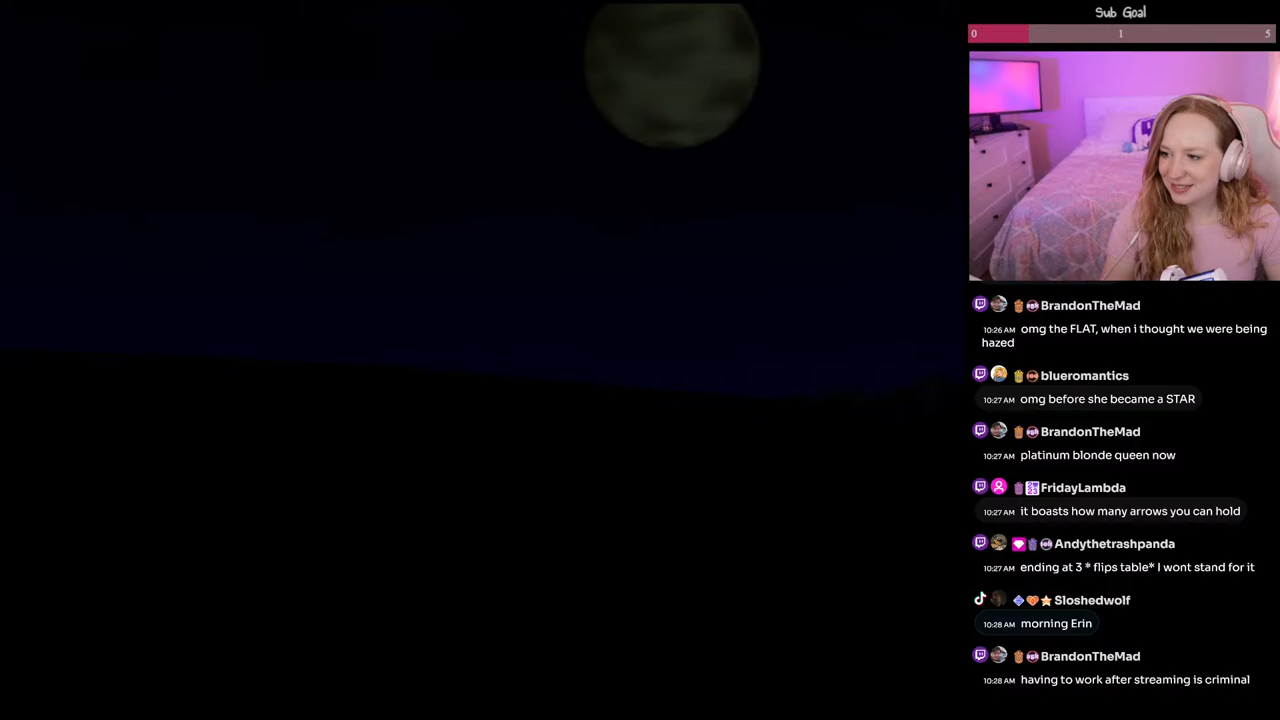 Sub Goal
0 1 5
BrandonTheMad
10:26 AM omg the FLAT, when i thought we were being
hazed
blueromantics
10:27 AM omg before she became a STAR
BrandonTheMad
10:27 AM platinum blonde queen now
FridayLambda
10:27 AM it boasts how many arrows you can hold
Andythetrashpanda
10:27 AM ending at 3 * flips table* I wont stand for it
Sloshedwolf
10:28 AM morning Erin
BrandonTheMad
10:28 AM having to work after streaming is criminal